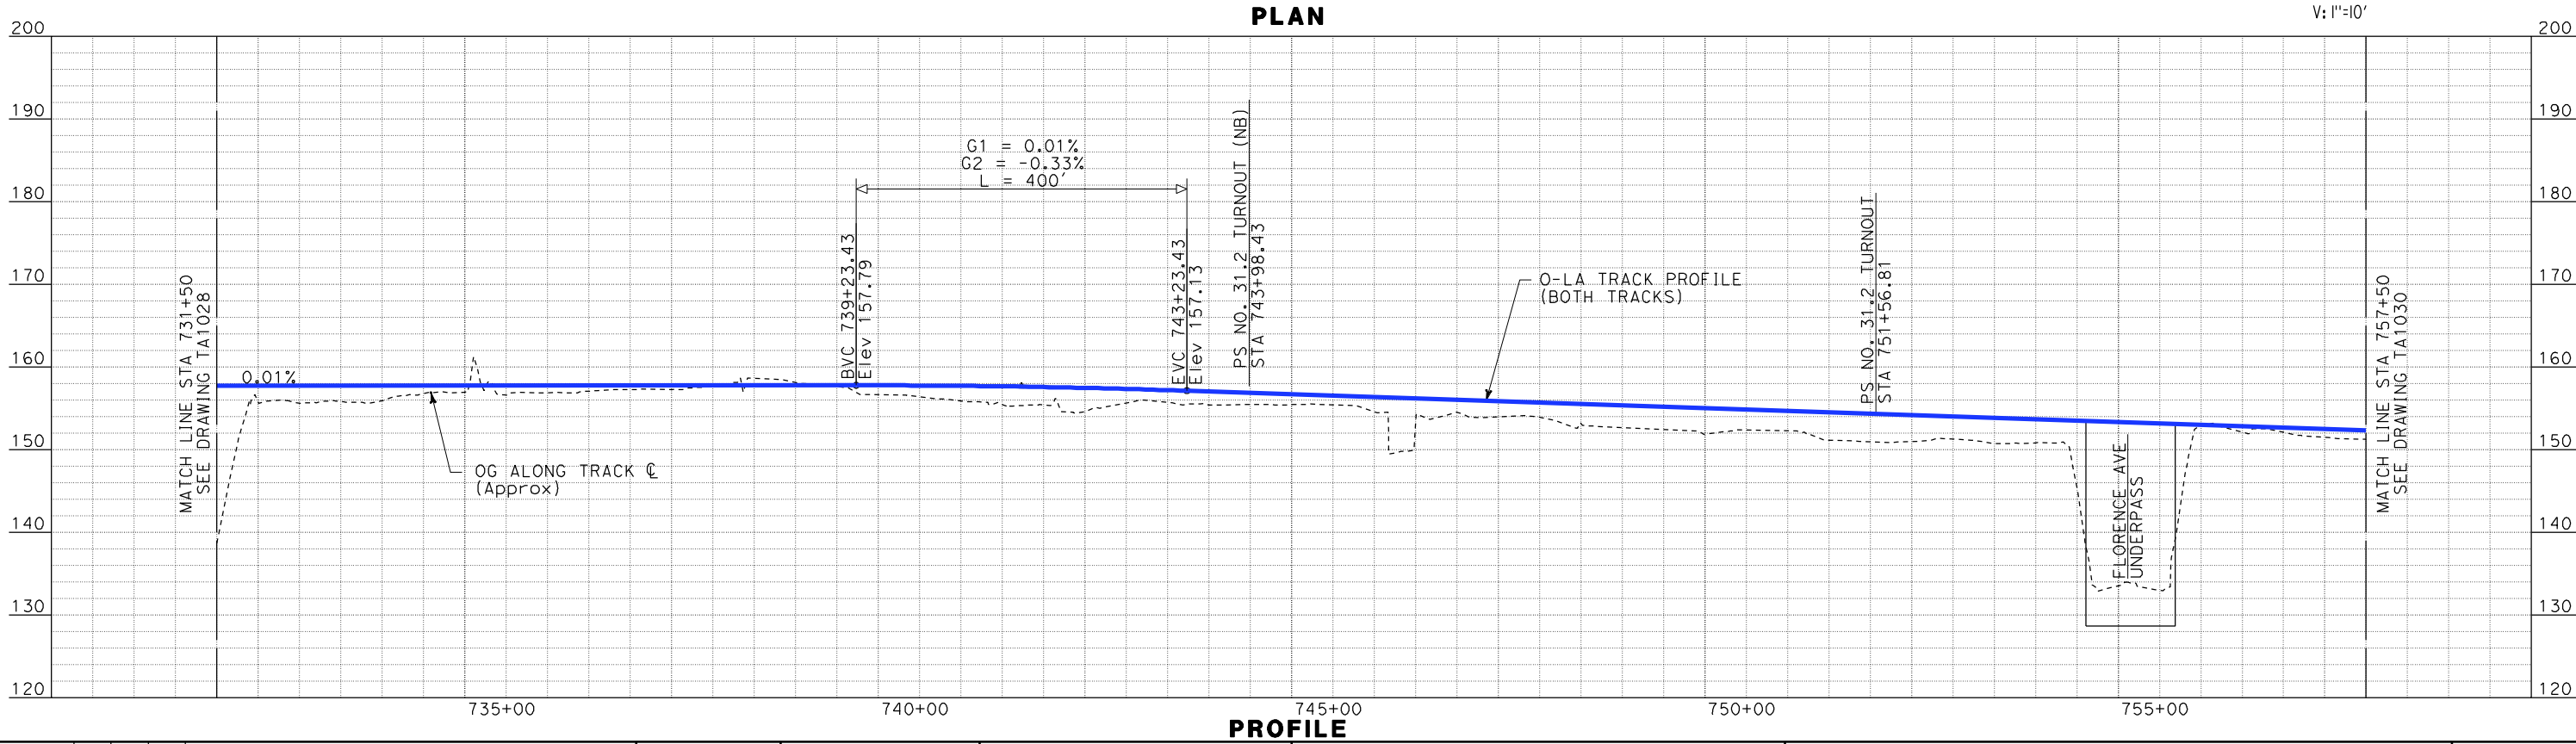 PLAN
V: 1"=10'
200
200
190
190
180
180
170
170
160
160
150
150
140
140
130
130
120
120
MATCH LINE STA 731+50
SEE DRAWING TA1028
0.01%
OG ALONG TRACK ℄
(Approx)
G1 = 0.01%
G2 = -0.33%
L = 400'
BVC 739+23.43
Elev 157.79
EVC 743+23.43
Elev 157.13
PS NO. 31.2 TURNOUT (NB)
STA 743+98.43
O-LA TRACK PROFILE
(BOTH TRACKS)
PS NO. 31.2 TURNOUT
STA 751+56.81
FLORENCE AVE
UNDERPASS
MATCH LINE STA 757+50
SEE DRAWING TA1030
735+00
740+00
745+00
750+00
755+00
PROFILE